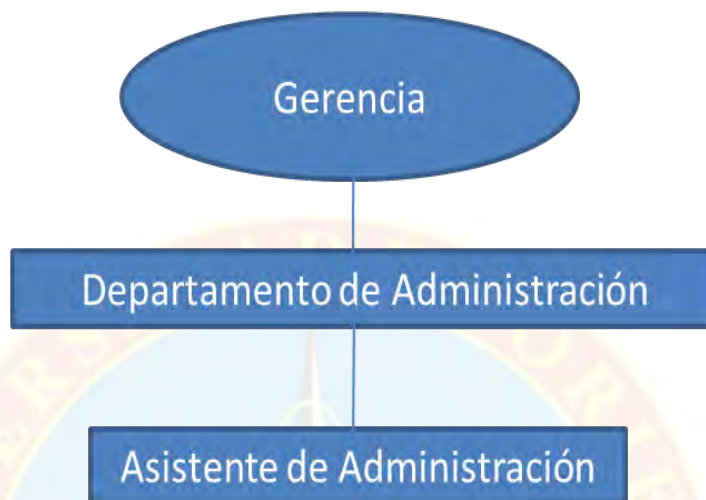 Gerencia
Departamento de Administración
Asistente de Administración